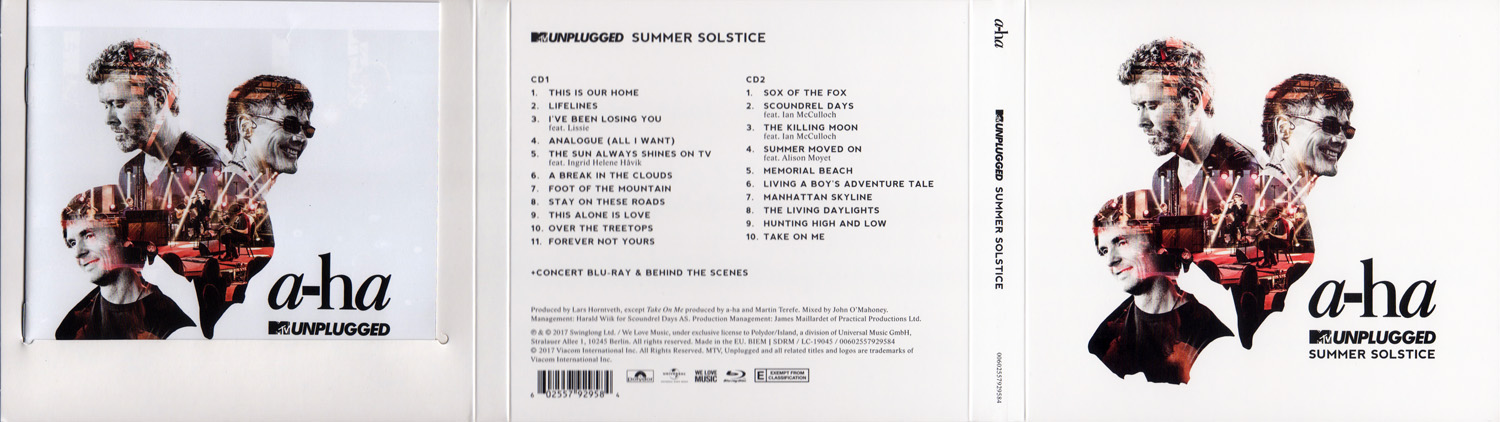 a-ha
MTV UNPLUGGED
MTV UNPLUGGED SUMMER SOLSTICE
CD1
1. THIS IS OUR HOME
2. LIFELINES
3. I'VE BEEN LOSING YOU
feat. Lissie
4. ANALOGUE (ALL I WANT)
5. THE SUN ALWAYS SHINES ON TV
feat. Ingrid Helene Håvik
6. A BREAK IN THE CLOUDS
7. FOOT OF THE MOUNTAIN
8. STAY ON THESE ROADS
9. THIS ALONE IS LOVE
10. OVER THE TREETOPS
11. FOREVER NOT YOURS
CD2
1. SOX OF THE FOX
2. SCOUNDREL DAYS
feat. Ian McCulloch
3. THE KILLING MOON
feat. Ian McCulloch
4. SUMMER MOVED ON
feat. Alison Moyet
5. MEMORIAL BEACH
6. LIVING A BOY'S ADVENTURE TALE
7. MANHATTAN SKYLINE
8. THE LIVING DAYLIGHTS
9. HUNTING HIGH AND LOW
10. TAKE ON ME
+CONCERT BLU-RAY & BEHIND THE SCENES
Produced by Lars Horntveth, except Take On Me produced by a-ha and Martin Terefe. Mixed by John O'Mahoney.
Management: Harald Wiik for Scoundrel Days AS. Production Management: James Maillardet of Practical Productions Ltd.
℗ & © 2017 Swinglong Ltd. / We Love Music, under exclusive license to Polydor/Island, a division of Universal Music GmbH,
Stralauer Allee 1, 10245 Berlin. All rights reserved. Made in the EU. BIEM | SDRM / LC-19045 / 00602557929584
© 2017 Viacom International Inc. All Rights Reserved. MTV, Unplugged and all related titles and logos are trademarks of
Viacom International Inc.
6 02557 92958 4
polydor
UNIVERSAL
WE LOVE
MUSIC
Blu-ray Disc
E EXEMPT FROM
CLASSIFICATION
a-ha
MTV UNPLUGGED SUMMER SOLSTICE
00602557929584
a-ha
MTV UNPLUGGED
SUMMER SOLSTICE